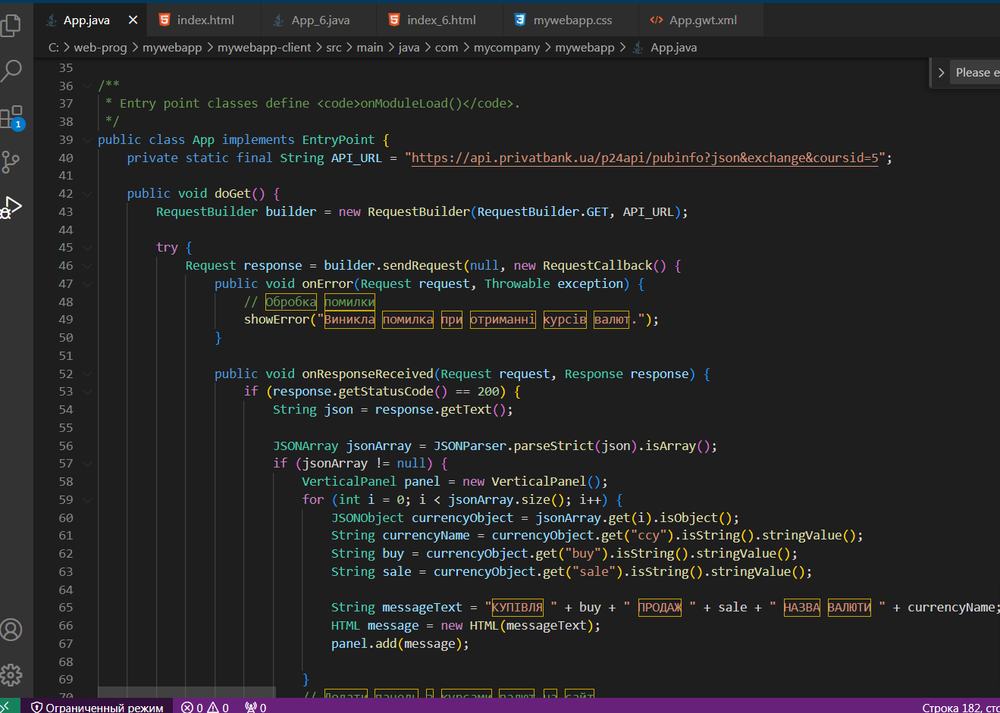 App.java index.html App_6.java index_6.html mywebapp.css App.gwt.xml
C: > web-prog > mywebapp > mywebapp-client > src > main > java > com > mycompany > mywebapp > App.java
Please e
35
36 /**
37 * Entry point classes define <code>onModuleLoad()</code>.
38 */
39 public class App implements EntryPoint {
40 private static final String API_URL = "https://api.privatbank.ua/p24api/pubinfo?json&exchange&coursid=5";
41
42 public void doGet() {
43 RequestBuilder builder = new RequestBuilder(RequestBuilder.GET, API_URL);
44
45 try {
46 Request response = builder.sendRequest(null, new RequestCallback() {
47 public void onError(Request request, Throwable exception) {
48 // Обробка помилки
49 showError("Виникла помилка при отриманні курсів валют.");
50 }
51
52 public void onResponseReceived(Request request, Response response) {
53 if (response.getStatusCode() == 200) {
54 String json = response.getText();
55
56 JSONArray jsonArray = JSONParser.parseStrict(json).isArray();
57 if (jsonArray != null) {
58 VerticalPanel panel = new VerticalPanel();
59 for (int i = 0; i < jsonArray.size(); i++) {
60 JSONObject currencyObject = jsonArray.get(i).isObject();
61 String currencyName = currencyObject.get("ccy").isString().stringValue();
62 String buy = currencyObject.get("buy").isString().stringValue();
63 String sale = currencyObject.get("sale").isString().stringValue();
64
65 String messageText = "КУПІВЛЯ " + buy + " ПРОДАЖ " + sale + " НАЗВА ВАЛЮТИ " + currencyName;
66 HTML message = new HTML(messageText);
67 panel.add(message);
68
69 }
70 // Додати панель з курсами валют на сайт
1
Ограниченный режим 0 0 0 Строка 182, сто